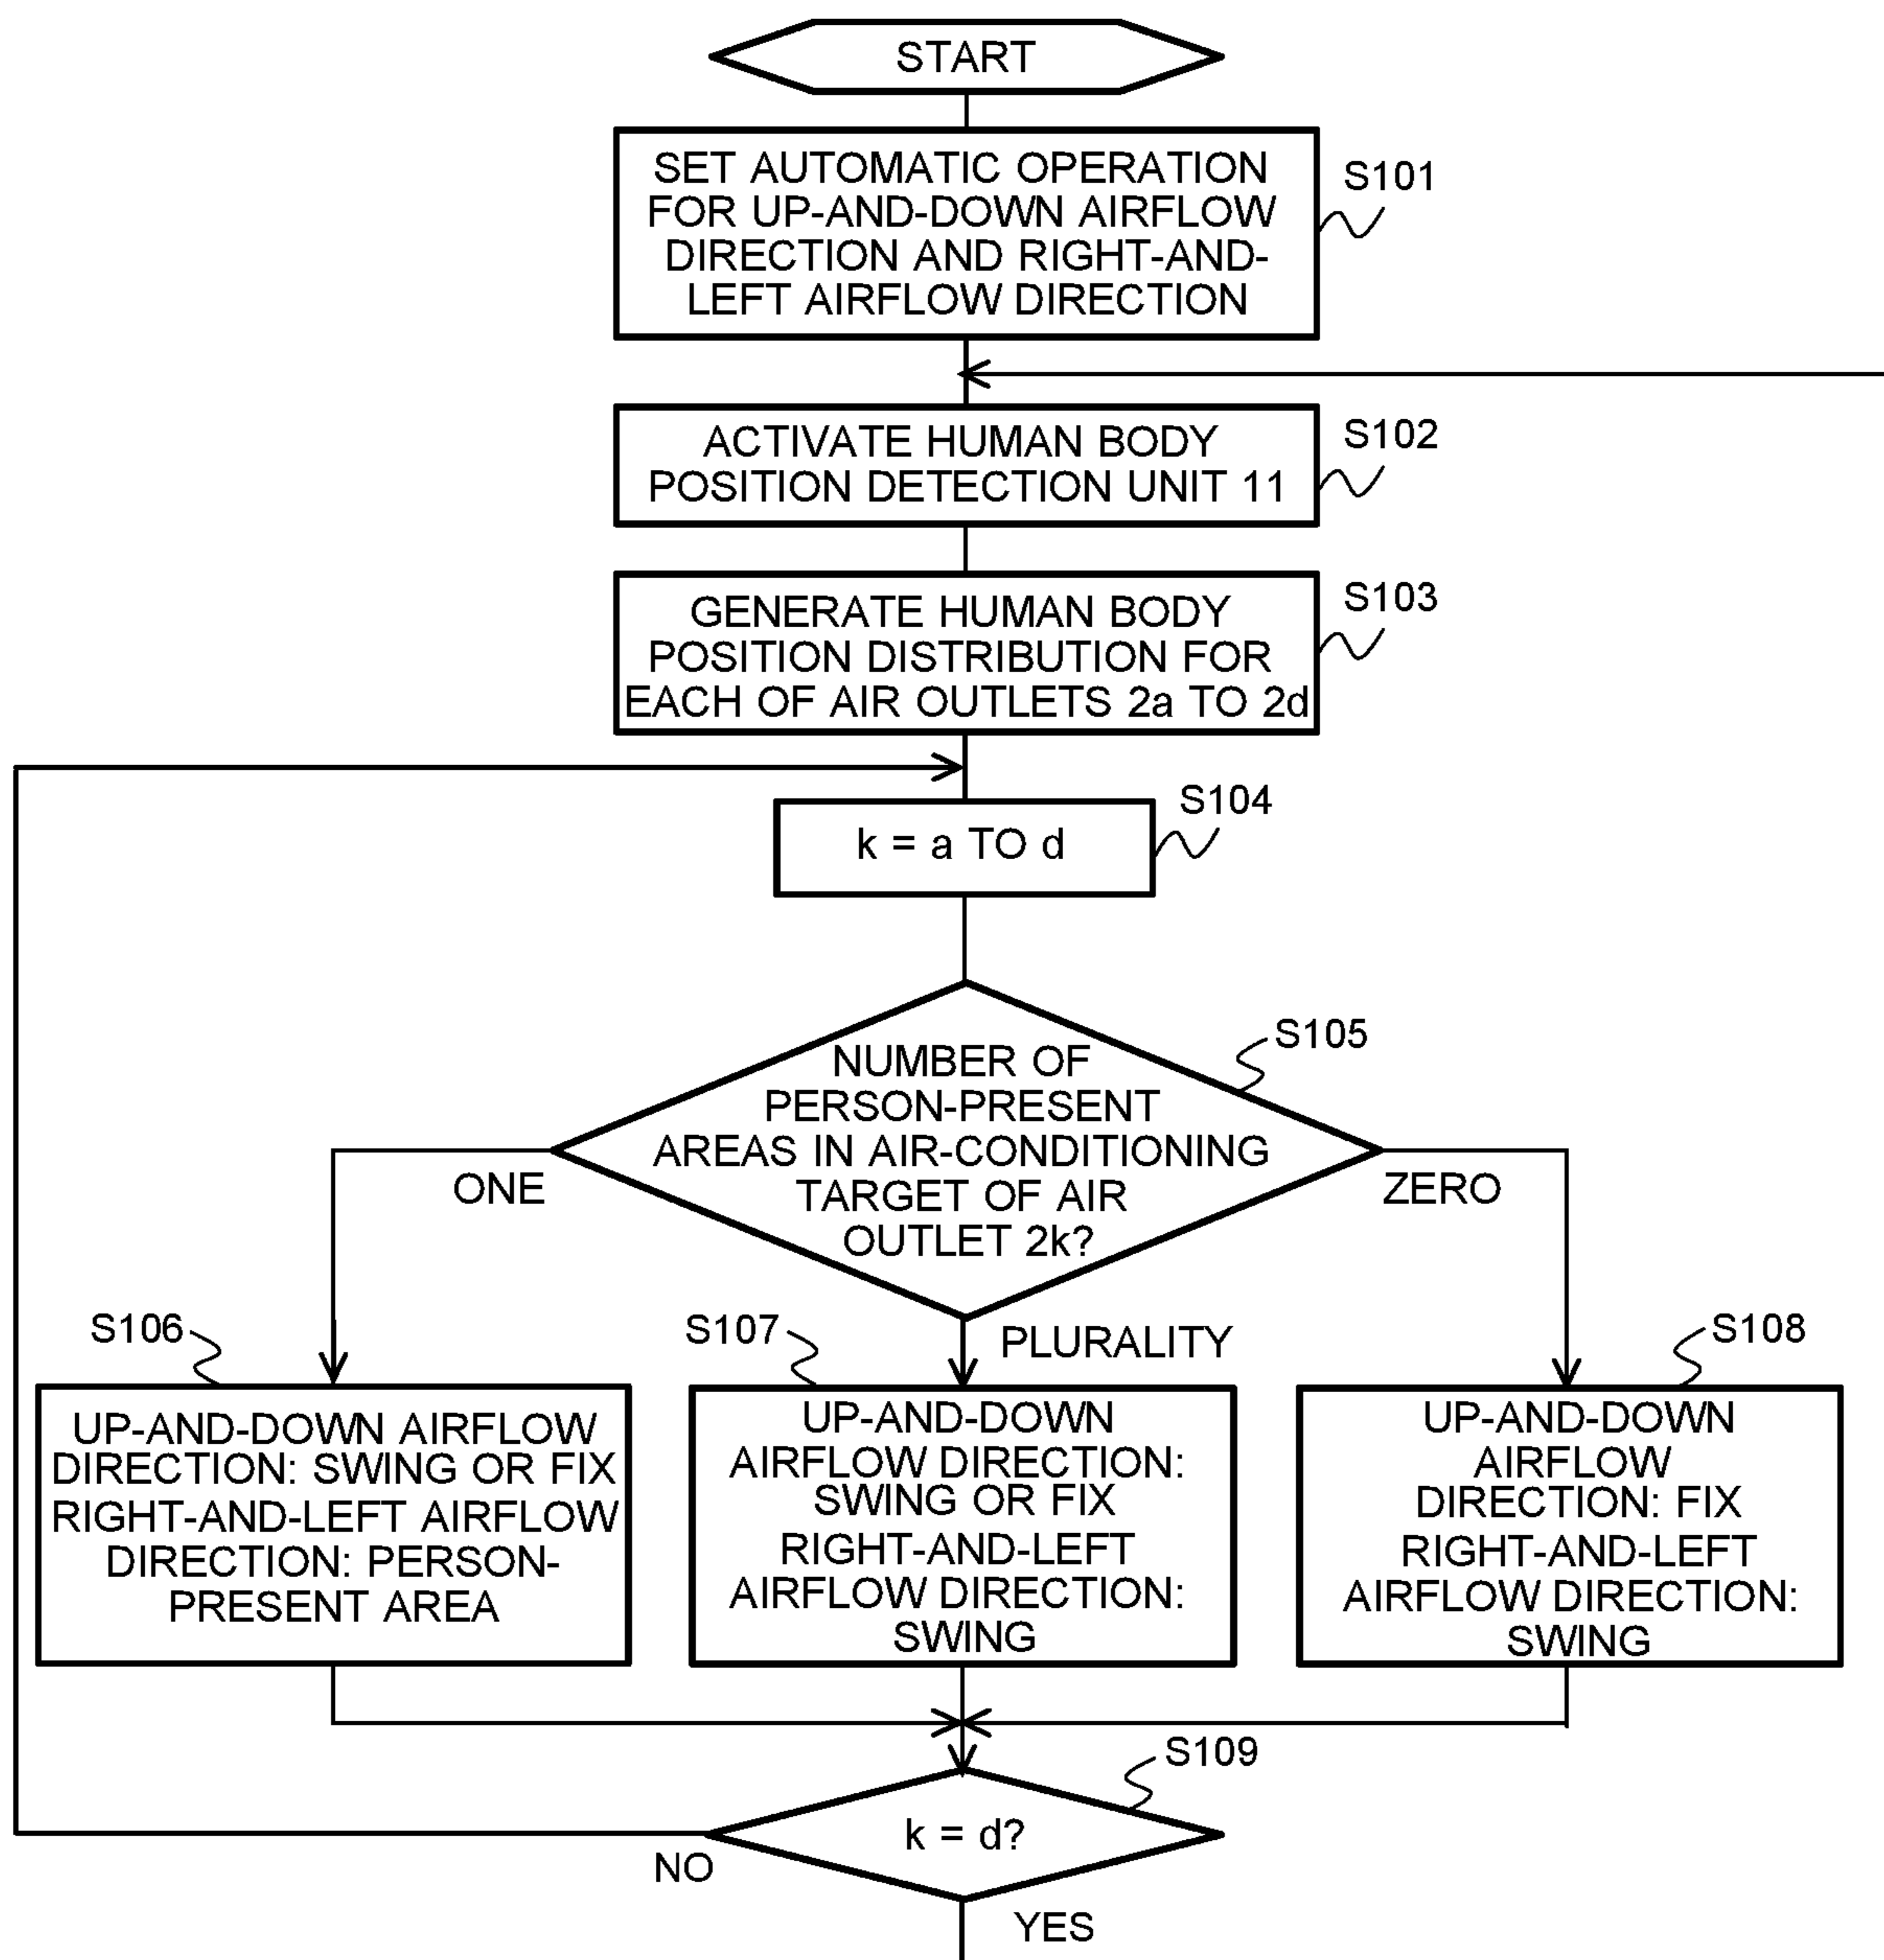 START
SET AUTOMATIC OPERATION
FOR UP-AND-DOWN AIRFLOW
DIRECTION AND RIGHT-AND-
LEFT AIRFLOW DIRECTION
S101
ACTIVATE HUMAN BODY
POSITION DETECTION UNIT 11
S102
GENERATE HUMAN BODY
POSITION DISTRIBUTION FOR
EACH OF AIR OUTLETS 2a TO 2d
S103
k = a TO d
S104
NUMBER OF
PERSON-PRESENT
AREAS IN AIR-CONDITIONING
TARGET OF AIR
OUTLET 2k?
S105
ONE
ZERO
PLURALITY
S106
UP-AND-DOWN AIRFLOW
DIRECTION: SWING OR FIX
RIGHT-AND-LEFT AIRFLOW
DIRECTION: PERSON-
PRESENT AREA
S107
UP-AND-DOWN
AIRFLOW DIRECTION:
SWING OR FIX
RIGHT-AND-LEFT
AIRFLOW DIRECTION:
SWING
S108
UP-AND-DOWN
AIRFLOW
DIRECTION: FIX
RIGHT-AND-LEFT
AIRFLOW DIRECTION:
SWING
S109
k = d?
NO
YES